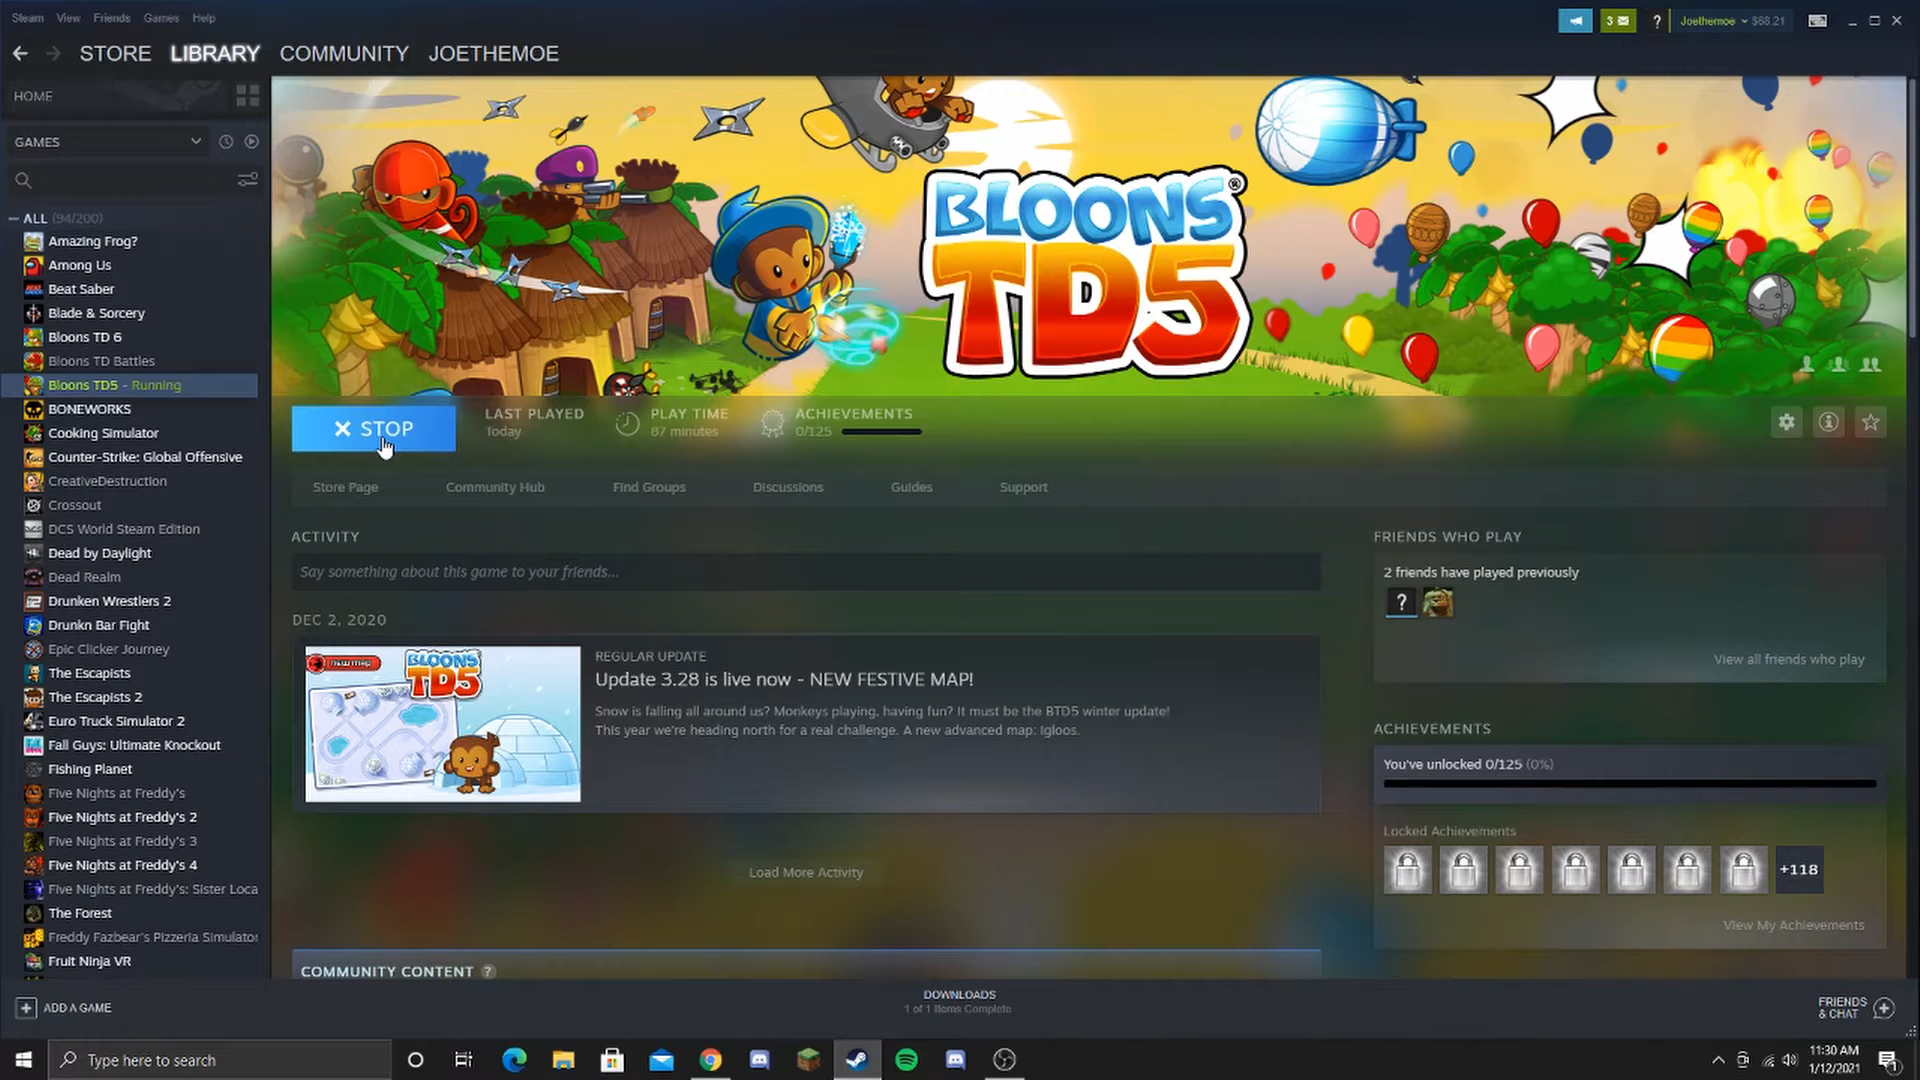 Steam View Friends Games Help
3 ? Joethemoe $68.21
STORE LIBRARY COMMUNITY JOETHEMOE
HOME
GAMES
ALL (94/200)
Amazing Frog?
Among Us
Beat Saber
Blade & Sorcery
Bloons TD 6
Bloons TD Battles
Bloons TD5 - Running
BONEWORKS
Cooking Simulator
Counter-Strike: Global Offensive
CreativeDestruction
Crossout
DCS World Steam Edition
Dead by Daylight
Dead Realm
Drunken Wrestlers 2
Drunkn Bar Fight
Epic Clicker Journey
The Escapists
The Escapists 2
Euro Truck Simulator 2
Fall Guys: Ultimate Knockout
Fishing Planet
Five Nights at Freddy's
Five Nights at Freddy's 2
Five Nights at Freddy's 3
Five Nights at Freddy's 4
Five Nights at Freddy's: Sister Loca
The Forest
Freddy Fazbear's Pizzeria Simulator
Fruit Ninja VR
ADD A GAME
BLOONS®
TD5
STOP
LAST PLAYED
Today
PLAY TIME
87 minutes
ACHIEVEMENTS
0/125
Store Page Community Hub Find Groups Discussions Guides Support
ACTIVITY
Say something about this game to your friends...
DEC 2, 2020
BLOONS
TD5
REGULAR UPDATE
Update 3.28 is live now - NEW FESTIVE MAP!
Snow is falling all around us? Monkeys playing, having fun? It must be the BTD5 winter update!
This year we're heading north for a real challenge. A new advanced map: Igloos.
Load More Activity
COMMUNITY CONTENT ?
FRIENDS WHO PLAY
2 friends have played previously
?
View all friends who play
ACHIEVEMENTS
You've unlocked 0/125 (0%)
Locked Achievements
+118
View My Achievements
DOWNLOADS
1 of 1 Items Complete
FRIENDS
& CHAT
Type here to search
11:30 AM
1/12/2021
1